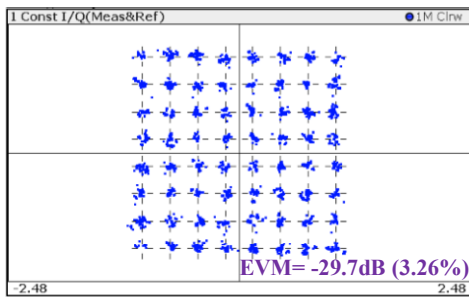 1 Const I/Q(Meas&Ref) 1M Clrw
EVM= -29.7dB (3.26%)
-2.48 2.48